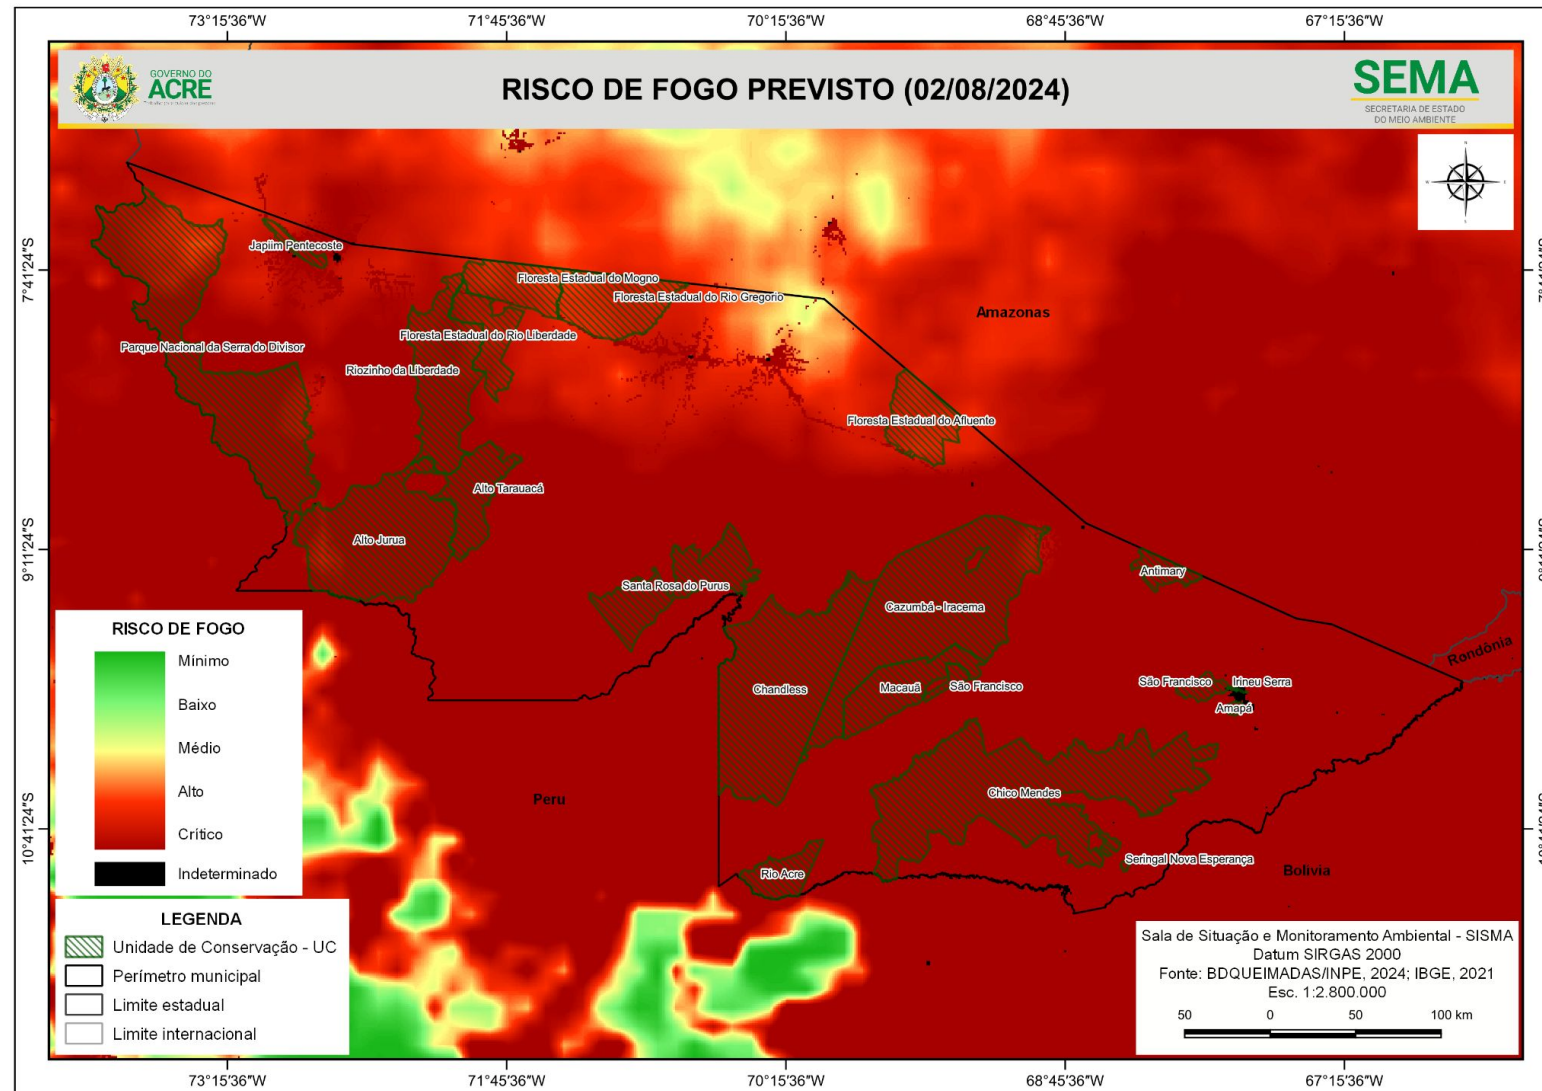 73°15'36"W
71°45'36"W
70°15'36"W
68°45'36"W
67°15'36"W
GOVERNO DO
ACRE
RISCO DE FOGO PREVISTO (02/08/2024)
SEMA
SECRETARIA DE ESTADO
DO MEIO AMBIENTE
N
7°41'24"S
9°11'24"S
10°41'24"S
Japiim Pentecoste
Floresta Estadual do Mogno
Floresta Estadual do Rio Gregorio
Amazonas
Floresta Estadual do Rio Liberdade
Parque Nacional da Serra do Divisor
Riozinho da Liberdade
Floresta Estadual do Afluente
Alto Tarauacá
Alto Jurua
Antimary
Santa Rosa do Purus
Cazumbá - Iracema
Rondônia
Chandless
Macauã
São Francisco
São Francisco
Irineu Serra
Amapá
Chico Mendes
Peru
Seringal Nova Esperança
Bolivia
Rio Acre
RISCO DE FOGO
Mínimo
Baixo
Médio
Alto
Crítico
Indeterminado
LEGENDA
Unidade de Conservação - UC
Perímetro municipal
Limite estadual
Limite internacional
Sala de Situação e Monitoramento Ambiental - SISMA
Datum SIRGAS 2000
Fonte: BDQUEIMADAS/INPE, 2024; IBGE, 2021
Esc. 1:2.800.000
50 0 50 100 km
73°15'36"W
71°45'36"W
70°15'36"W
68°45'36"W
67°15'36"W